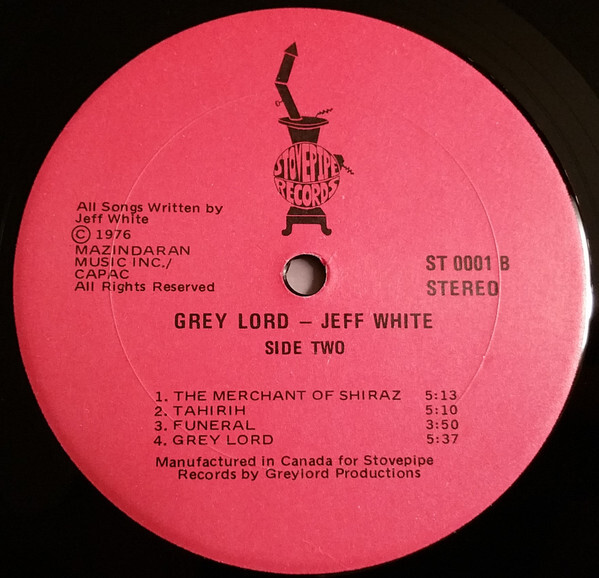 STOVEPIPE
RECORDS
All Songs Written by
Jeff White
© 1976
MAZINDARAN
MUSIC INC./
CAPAC
All Rights Reserved
ST 0001 B
STEREO
GREY LORD – JEFF WHITE
SIDE TWO
1. THE MERCHANT OF SHIRAZ 5:13
2. TAHIRIH 5:10
3. FUNERAL 3:50
4. GREY LORD 5:37
Manufactured in Canada for Stovepipe
Records by Greylord Productions